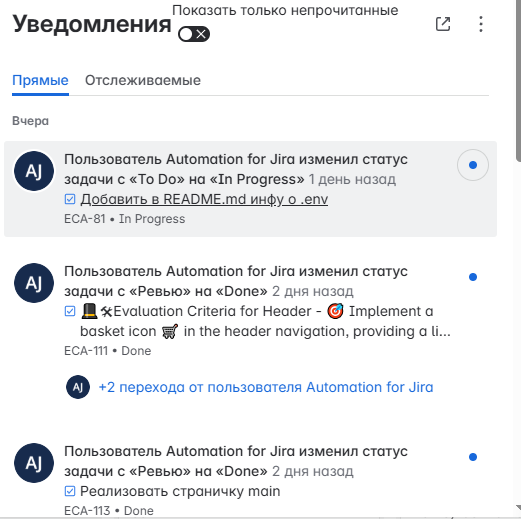 Уведомления
Показать только непрочитанные
Прямые
Отслеживаемые
Вчера
AJ
Пользователь Automation for Jira изменил статус
задачи с «To Do» на «In Progress» 1 день назад
Добавить в README.md инфу о .env
ECA-81 • In Progress
AJ
Пользователь Automation for Jira изменил статус
задачи с «Ревью» на «Done» 2 дня назад
🎩🛠Evaluation Criteria for Header - 🎯 Implement a
basket icon 🛒 in the header navigation, providing a li...
ECA-111 • Done
AJ +2 перехода от пользователя Automation for Jira
AJ
Пользователь Automation for Jira изменил статус
задачи с «Ревью» на «Done» 2 дня назад
Реализовать страничку main
ECA-113 • Done